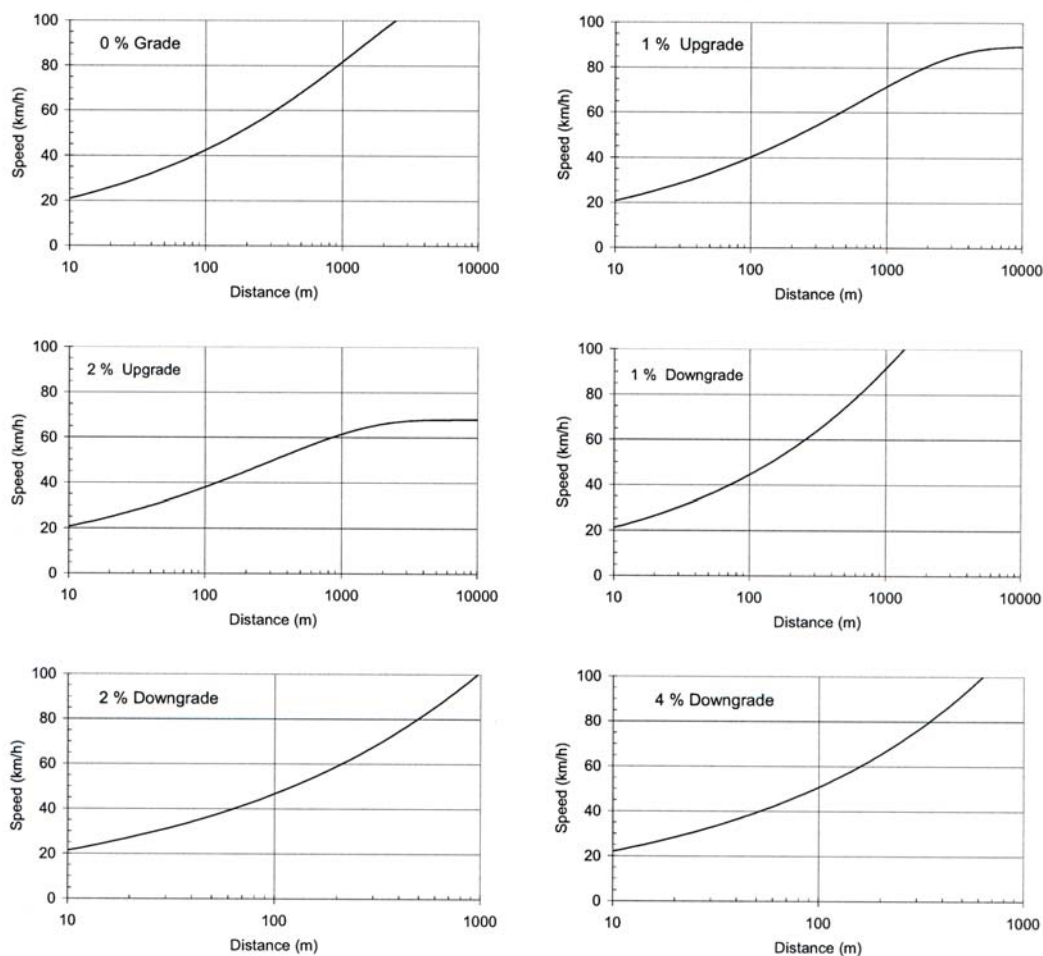 100
80
60
40
20
0
Speed (km/h)
0 % Grade
10 100 1000 10000
Distance (m)
100
80
60
40
20
0
Speed (km/h)
1 % Upgrade
10 100 1000 10000
Distance (m)
100
80
60
40
20
0
Speed (km/h)
2 % Upgrade
10 100 1000 10000
Distance (m)
100
80
60
40
20
0
Speed (km/h)
1 % Downgrade
10 100 1000 10000
Distance (m)
100
80
60
40
20
0
Speed (km/h)
2 % Downgrade
10 100 1000
Distance (m)
100
80
60
40
20
0
Speed (km/h)
4 % Downgrade
10 100 1000
Distance (m)